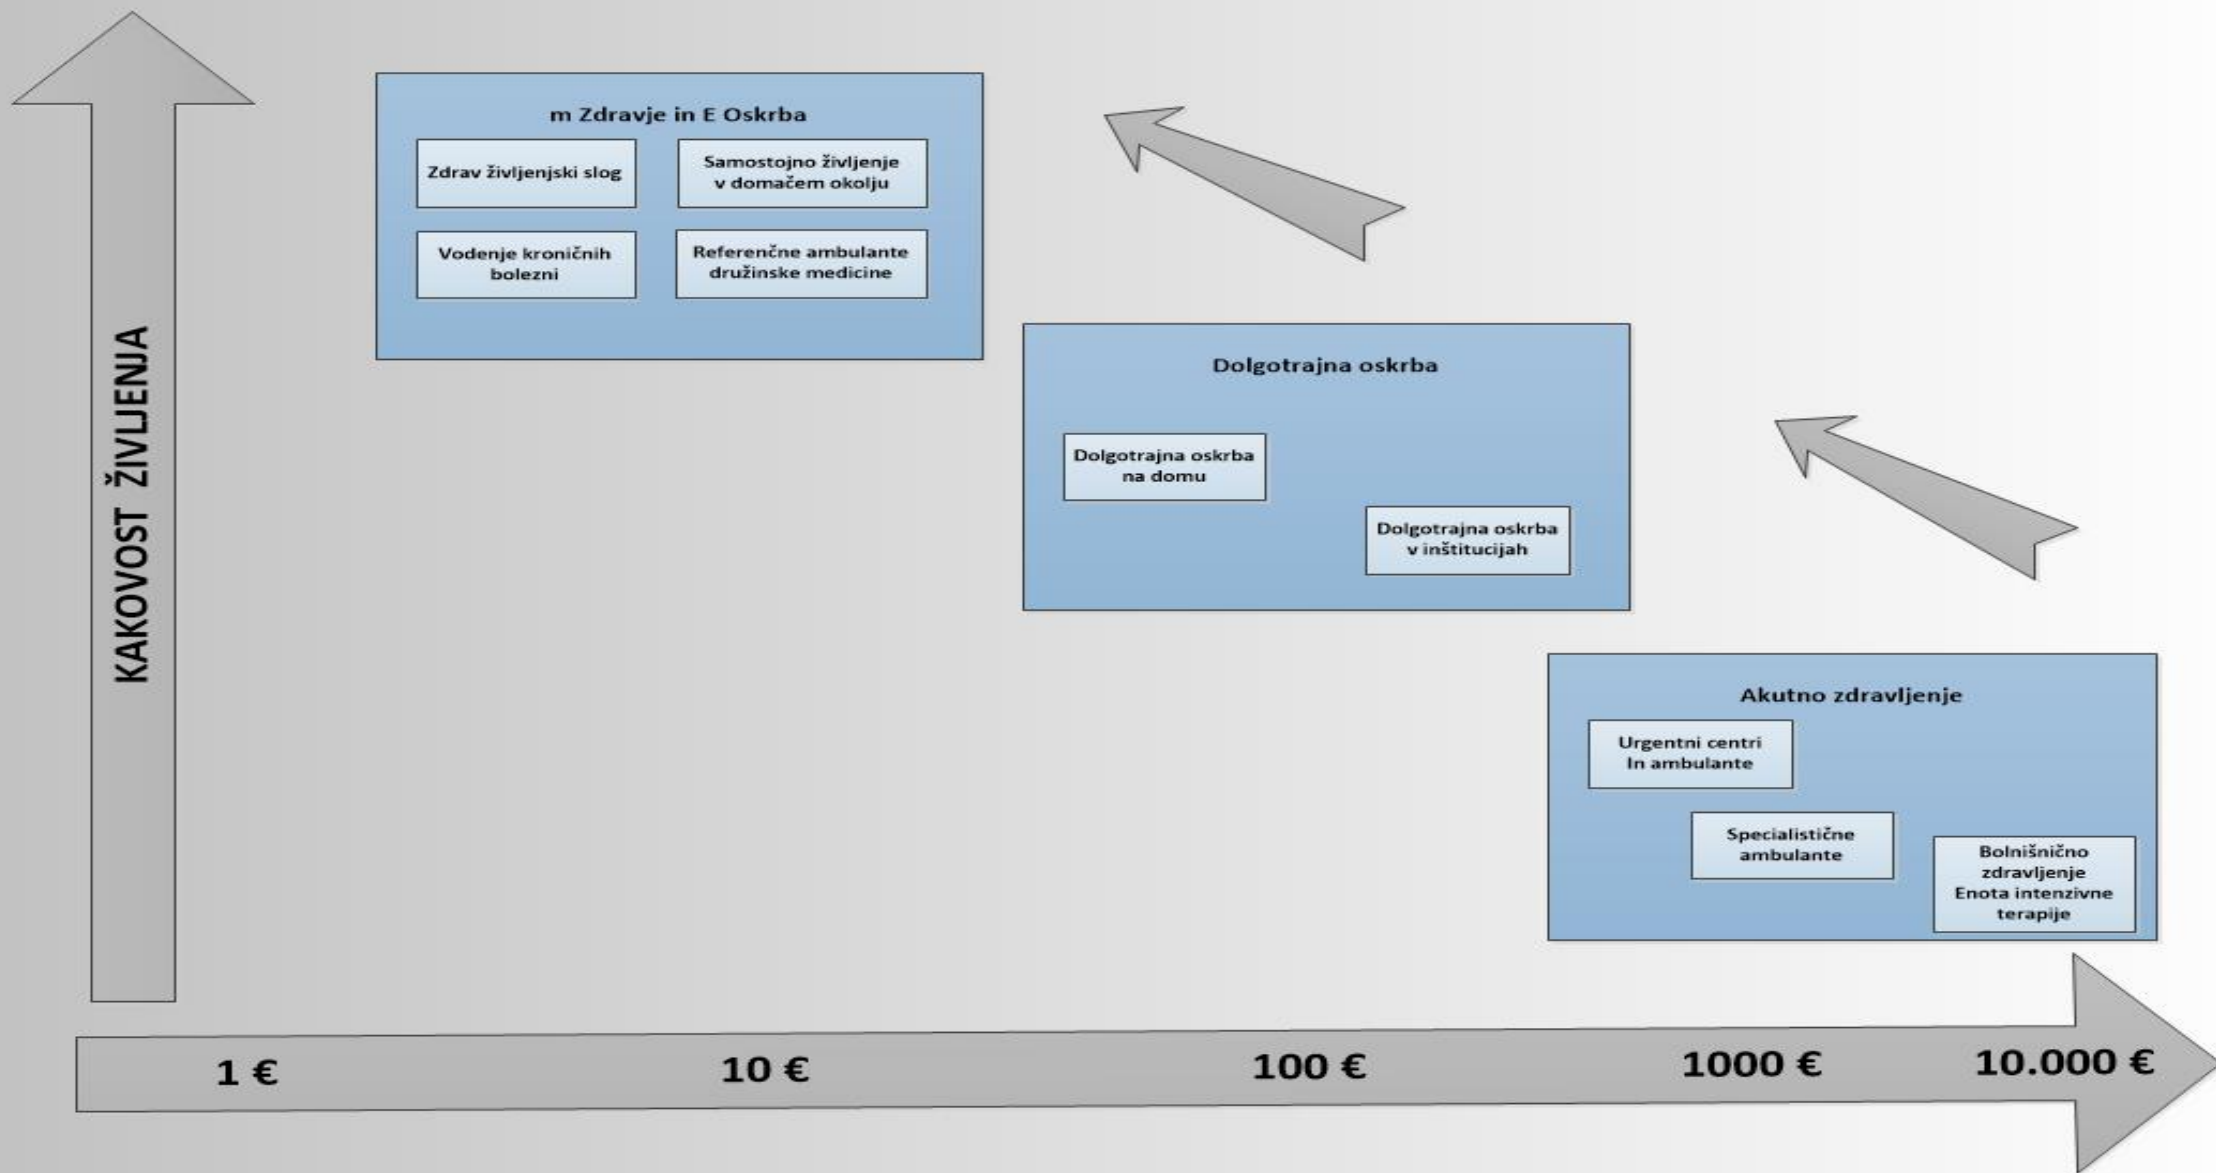 KAKOVOST ŽIVLJENJA
m Zdravje in E Oskrba
Zdrav življenjski slog
Samostojno življenje
v domačem okolju
Vodenje kroničnih
bolezni
Referenčne ambulante
družinske medicine
Dolgotrajna oskrba
Dolgotrajna oskrba
na domu
Dolgotrajna oskrba
v inštitucijah
Akutno zdravljenje
Urgentni centri
In ambulante
Specialistične
ambulante
Bolnišnično
zdravljenje
Enota intenzivne
terapije
1 €
10 €
100 €
1000 €
10.000 €